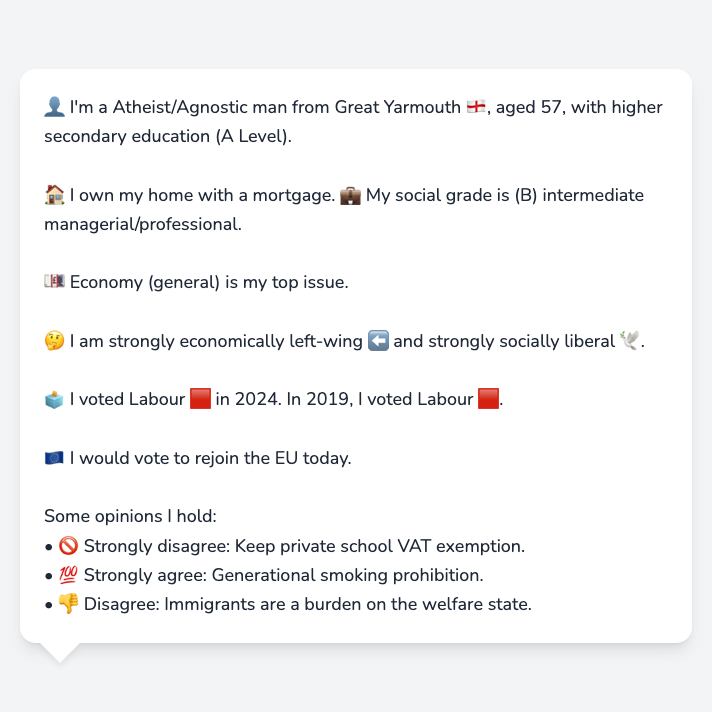 👤 I'm a Atheist/Agnostic man from Great Yarmouth 🏴󠁧󠁢󠁥󠁮󠁧󠁿, aged 57, with higher
secondary education (A Level).
🏠 I own my home with a mortgage. 💼 My social grade is (B) intermediate
managerial/professional.
💷 Economy (general) is my top issue.
🤔 I am strongly economically left-wing ⬅️ and strongly socially liberal 🕊️.
🗳️ I voted Labour 🟥 in 2024. In 2019, I voted Labour 🟥.
🇪🇺 I would vote to rejoin the EU today.
Some opinions I hold:
• 🚫 Strongly disagree: Keep private school VAT exemption.
• 💯 Strongly agree: Generational smoking prohibition.
• 👎 Disagree: Immigrants are a burden on the welfare state.